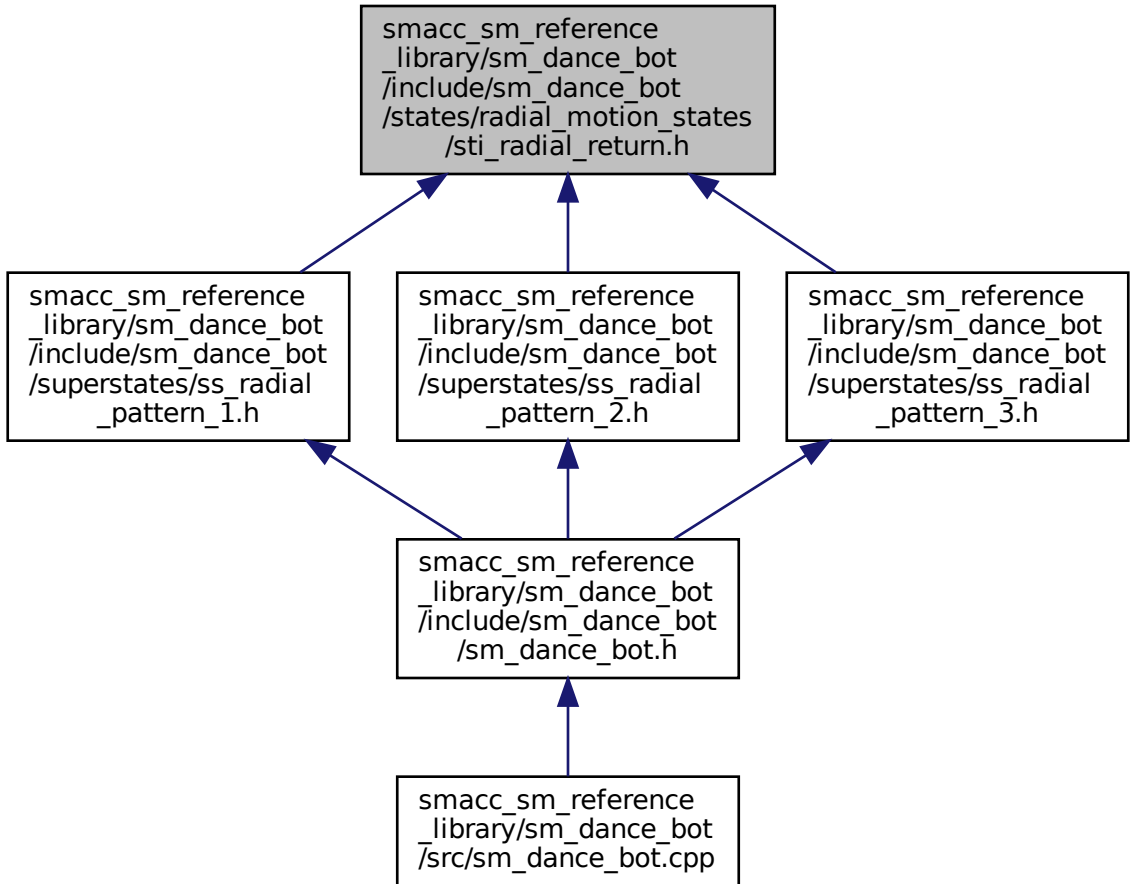 smacc_sm_reference
_library/sm_dance_bot
/include/sm_dance_bot
/states/radial_motion_states
/sti_radial_return.h
smacc_sm_reference
_library/sm_dance_bot
/include/sm_dance_bot
/superstates/ss_radial
_pattern_1.h
smacc_sm_reference
_library/sm_dance_bot
/include/sm_dance_bot
/superstates/ss_radial
_pattern_2.h
smacc_sm_reference
_library/sm_dance_bot
/include/sm_dance_bot
/superstates/ss_radial
_pattern_3.h
smacc_sm_reference
_library/sm_dance_bot
/include/sm_dance_bot
/sm_dance_bot.h
smacc_sm_reference
_library/sm_dance_bot
/src/sm_dance_bot.cpp